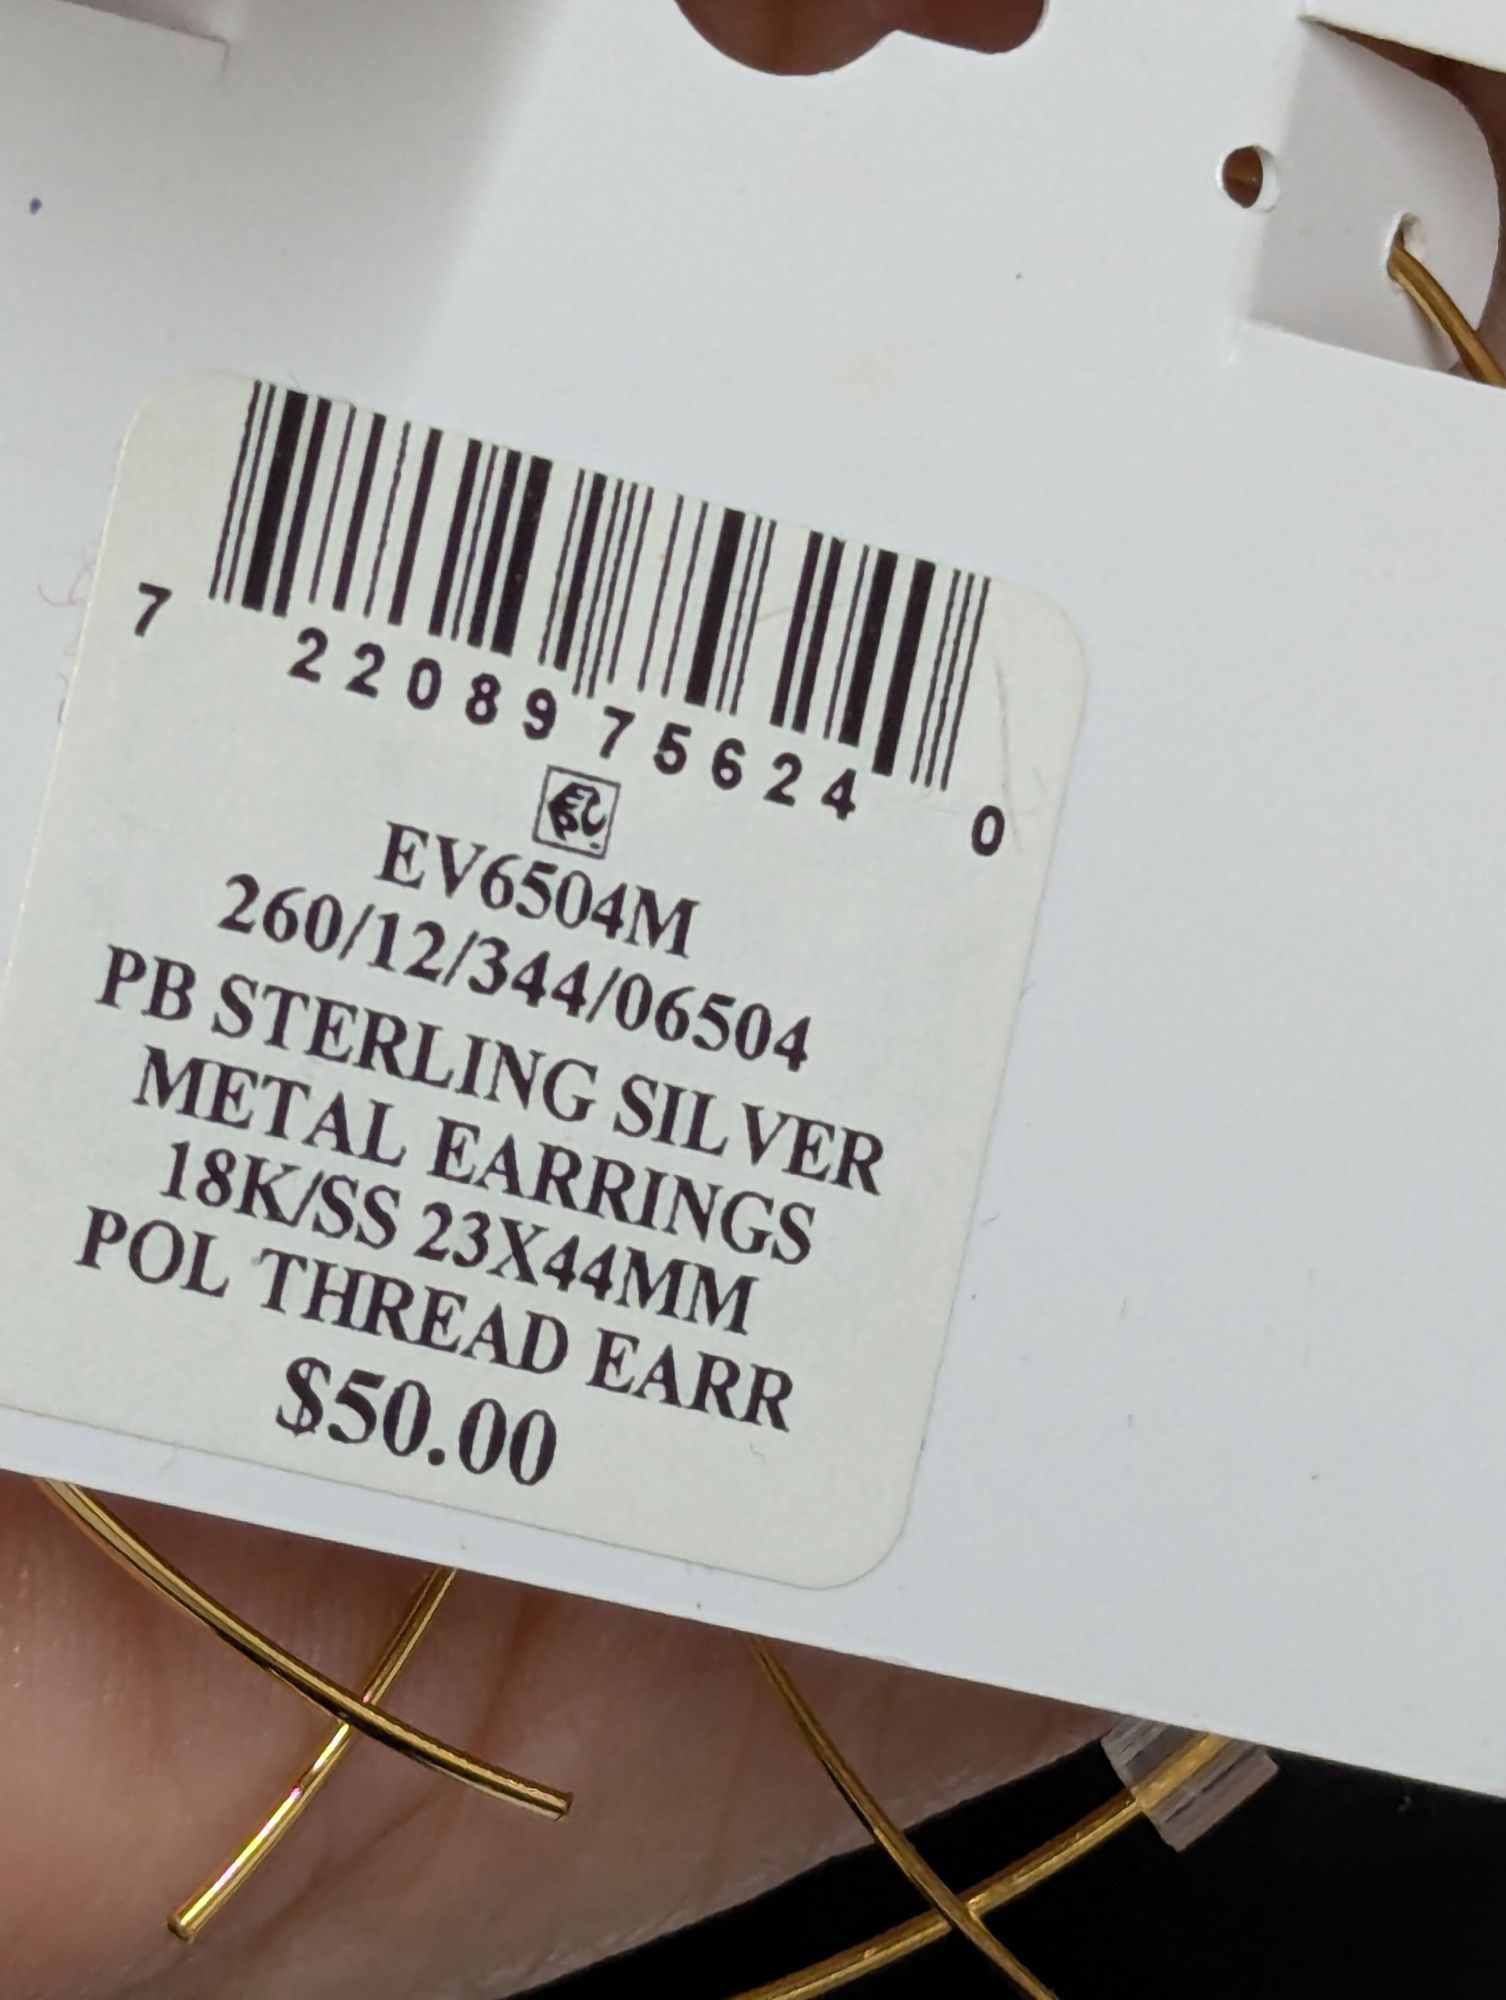 7 22089 75624 0
EV6504M
260/12/344/06504
PB STERLING SILVER
METAL EARRINGS
18K/SS 23X44MM
POL THREAD EARR
$50.00